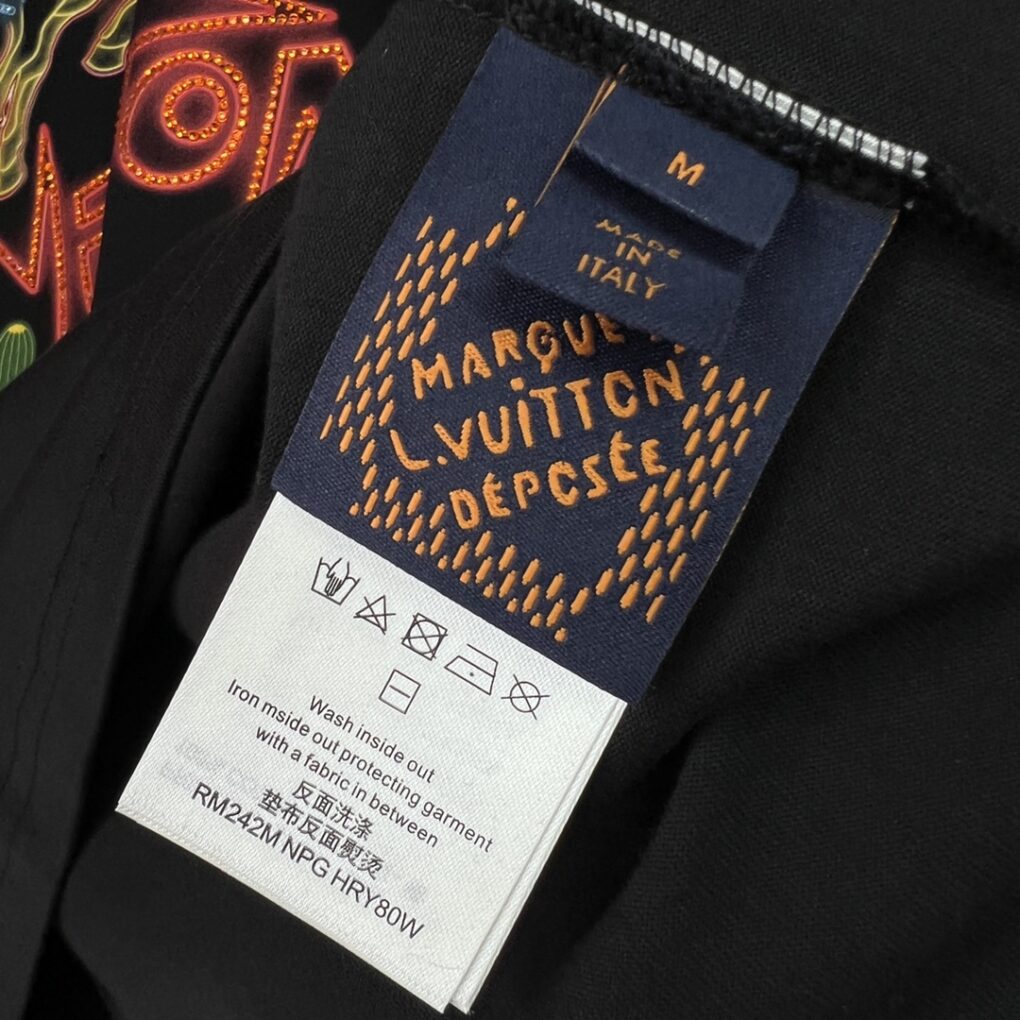 M
MADE
IN
ITALY
MARQUE
L.VUITTON
DÉPOSÉE
Wash inside out
Iron mside out protecting garment
with a fabric in between
反面洗涤
垫布反面熨烫
RM242M NPG HRY80W